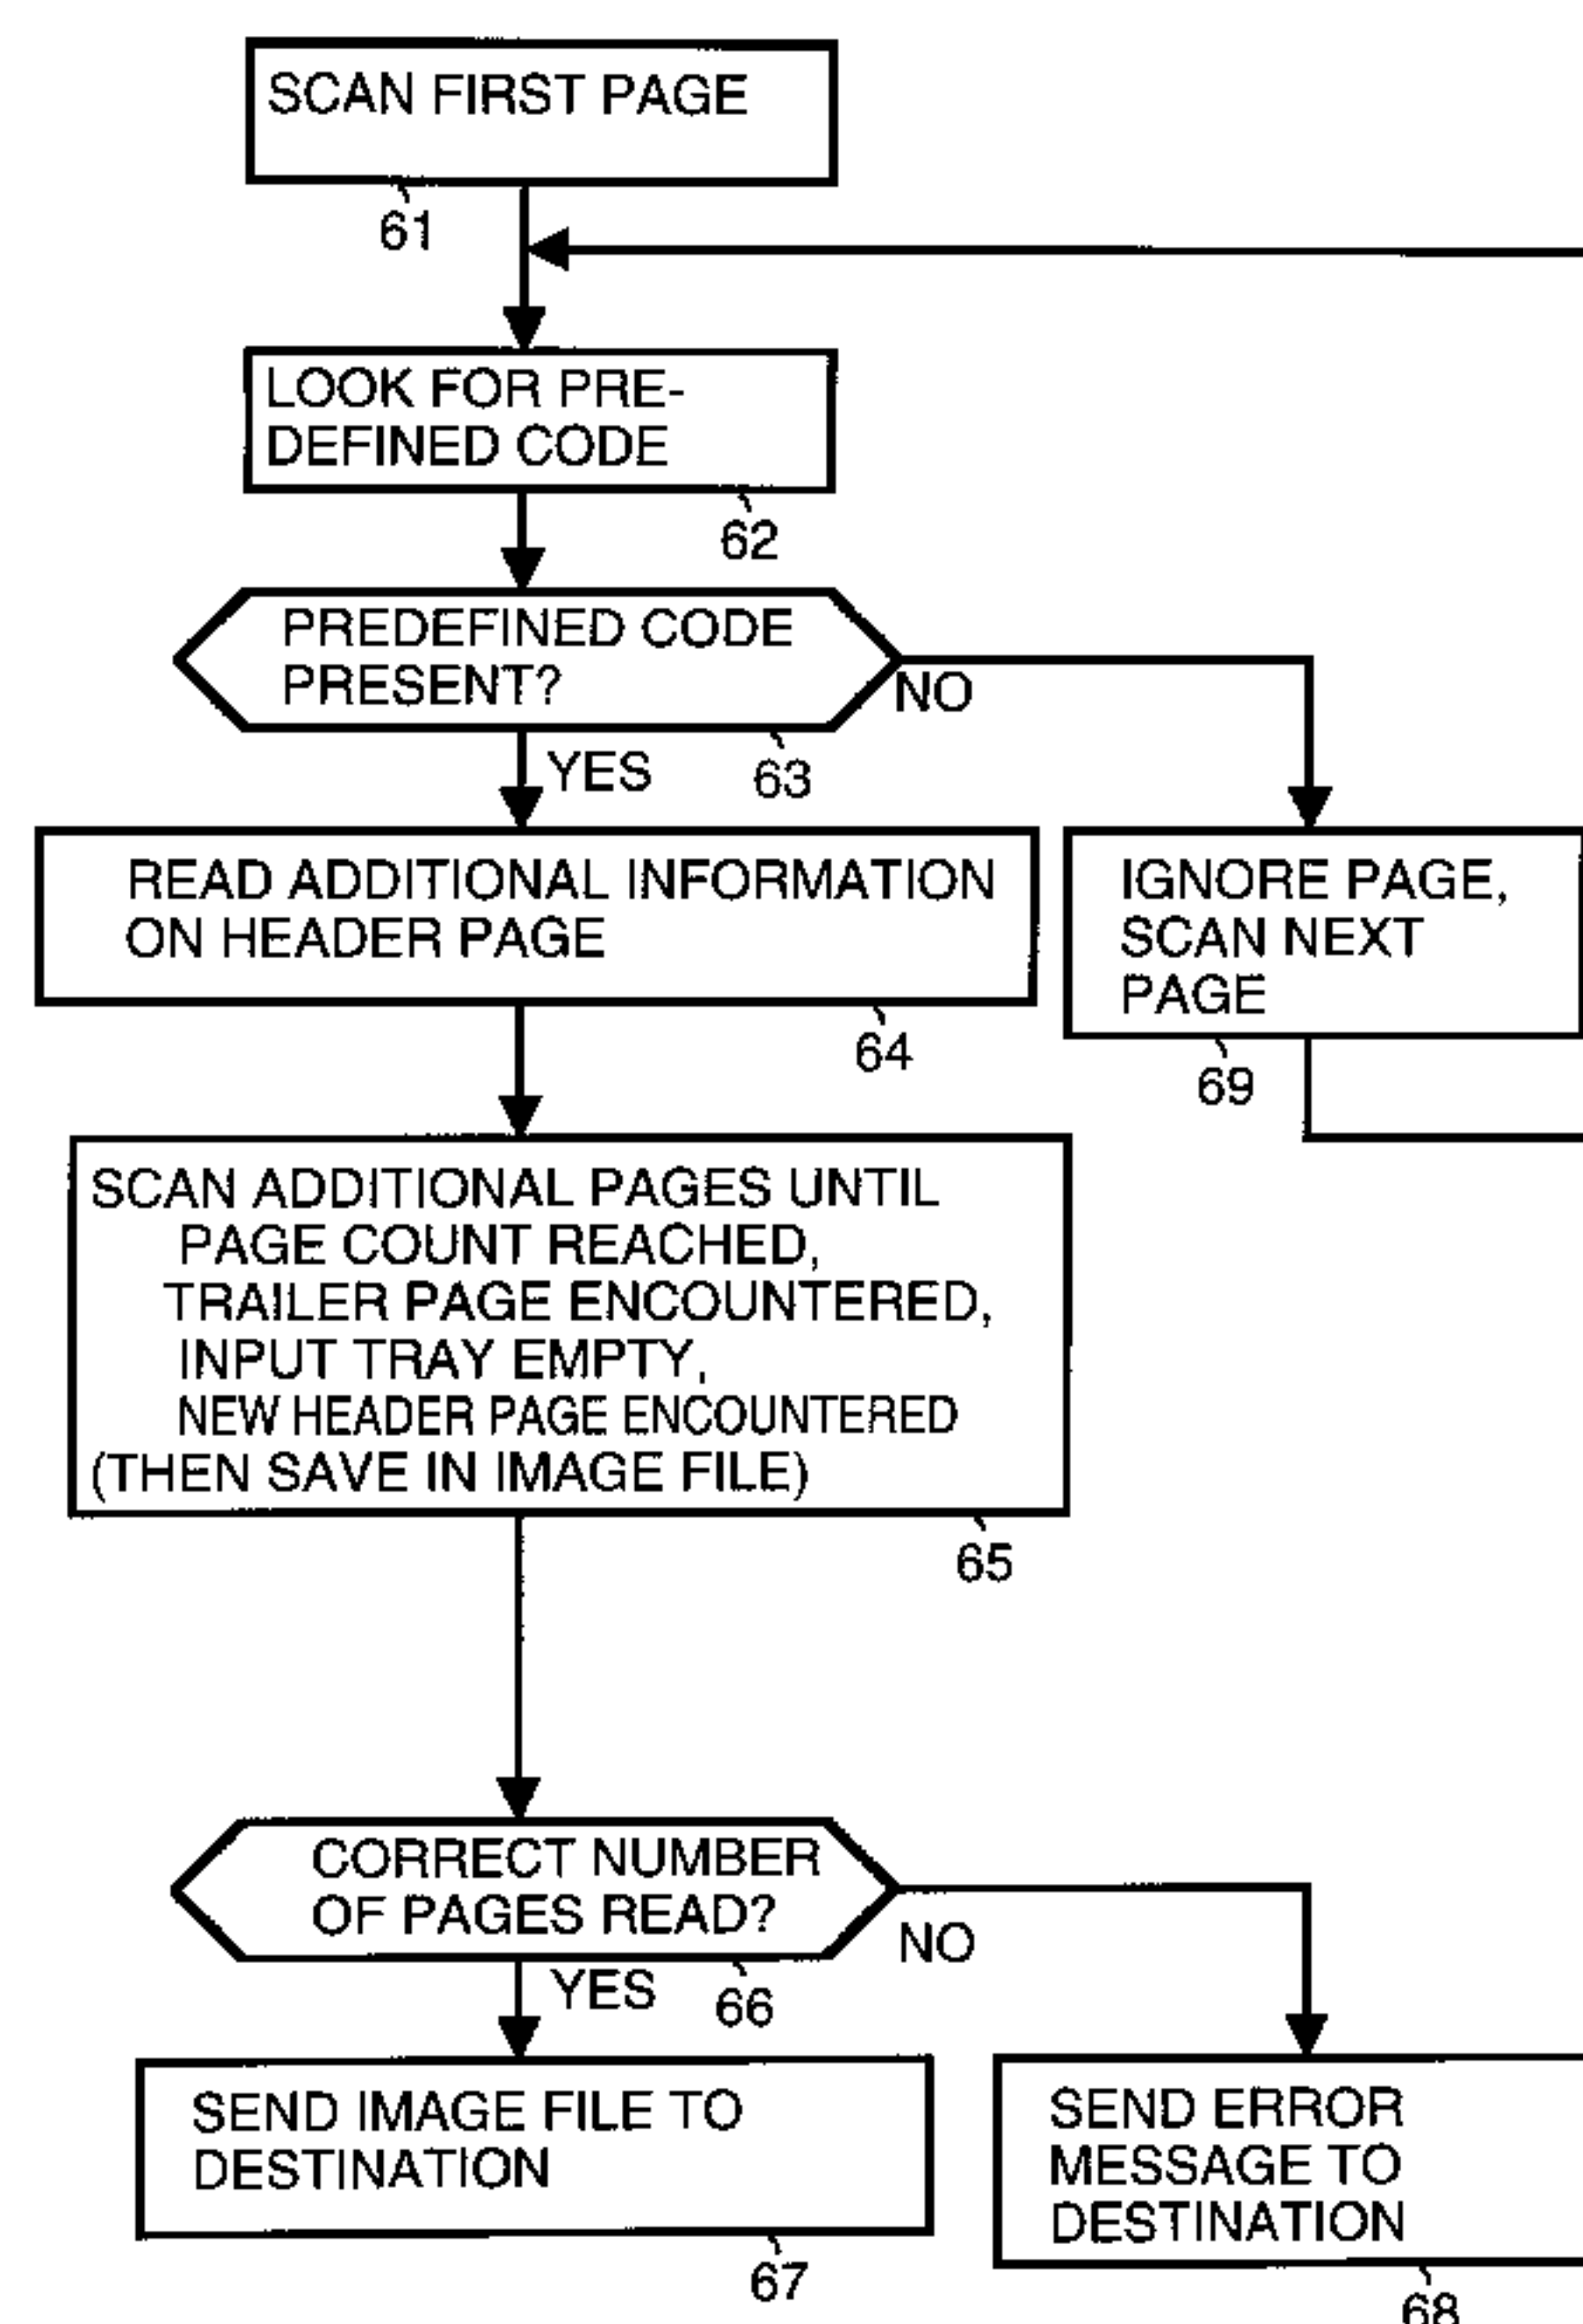 SCAN FIRST PAGE
61
LOOK FOR PRE-
DEFINED CODE
62
PREDEFINED CODE
PRESENT?
NO
YES
63
READ ADDITIONAL INFORMATION
ON HEADER PAGE
64
IGNORE PAGE,
SCAN NEXT
PAGE
69
SCAN ADDITIONAL PAGES UNTIL
PAGE COUNT REACHED,
TRAILER PAGE ENCOUNTERED,
INPUT TRAY EMPTY,
NEW HEADER PAGE ENCOUNTERED
(THEN SAVE IN IMAGE FILE)
65
CORRECT NUMBER
OF PAGES READ?
NO
YES
66
SEND IMAGE FILE TO
DESTINATION
67
SEND ERROR
MESSAGE TO
DESTINATION
68